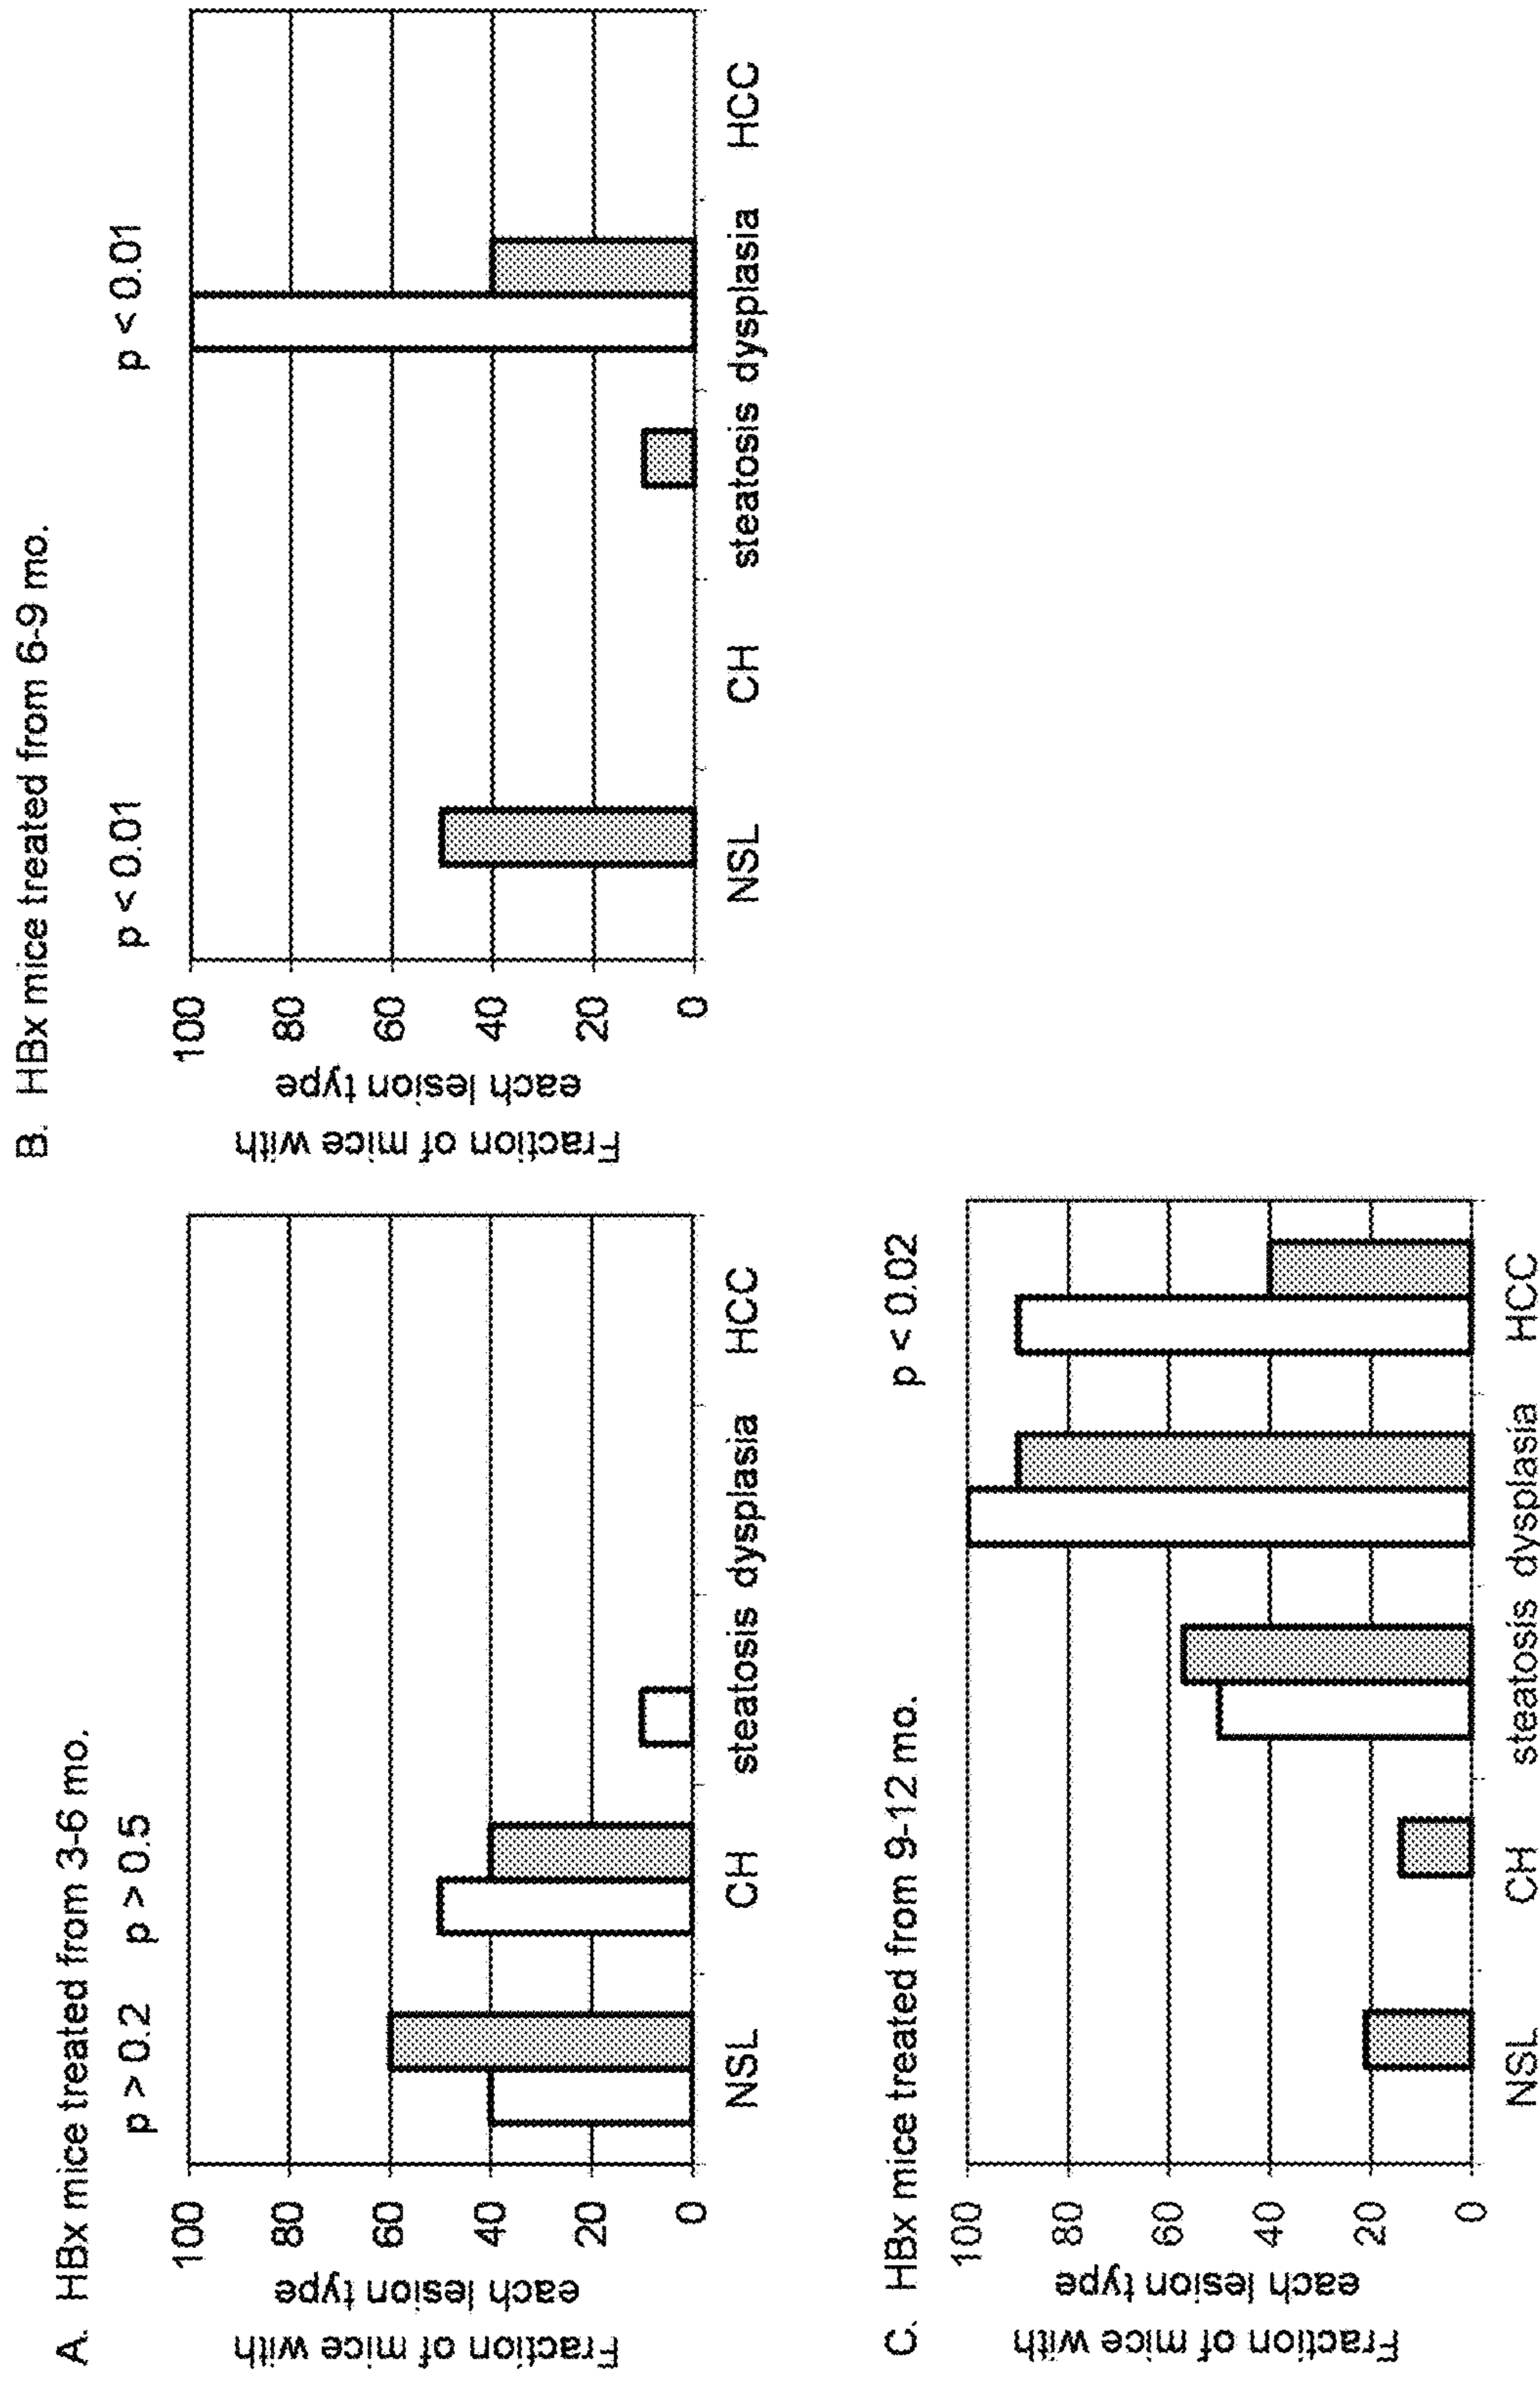 A. HBx mice treated from 3-6 mo.
p > 0.2 p > 0.5
Fraction of mice with
each lesion type
100
80
60
40
20
0
NSL CH steatosis dysplasia HCC
B. HBx mice treated from 6-9 mo.
p < 0.01 p < 0.01
Fraction of mice with
each lesion type
100
80
60
40
20
0
NSL CH steatosis dysplasia HCC
C. HBx mice treated from 9-12 mo.
p < 0.02
Fraction of mice with
each lesion type
100
80
60
40
20
0
NSL CH steatosis dysplasia HCC